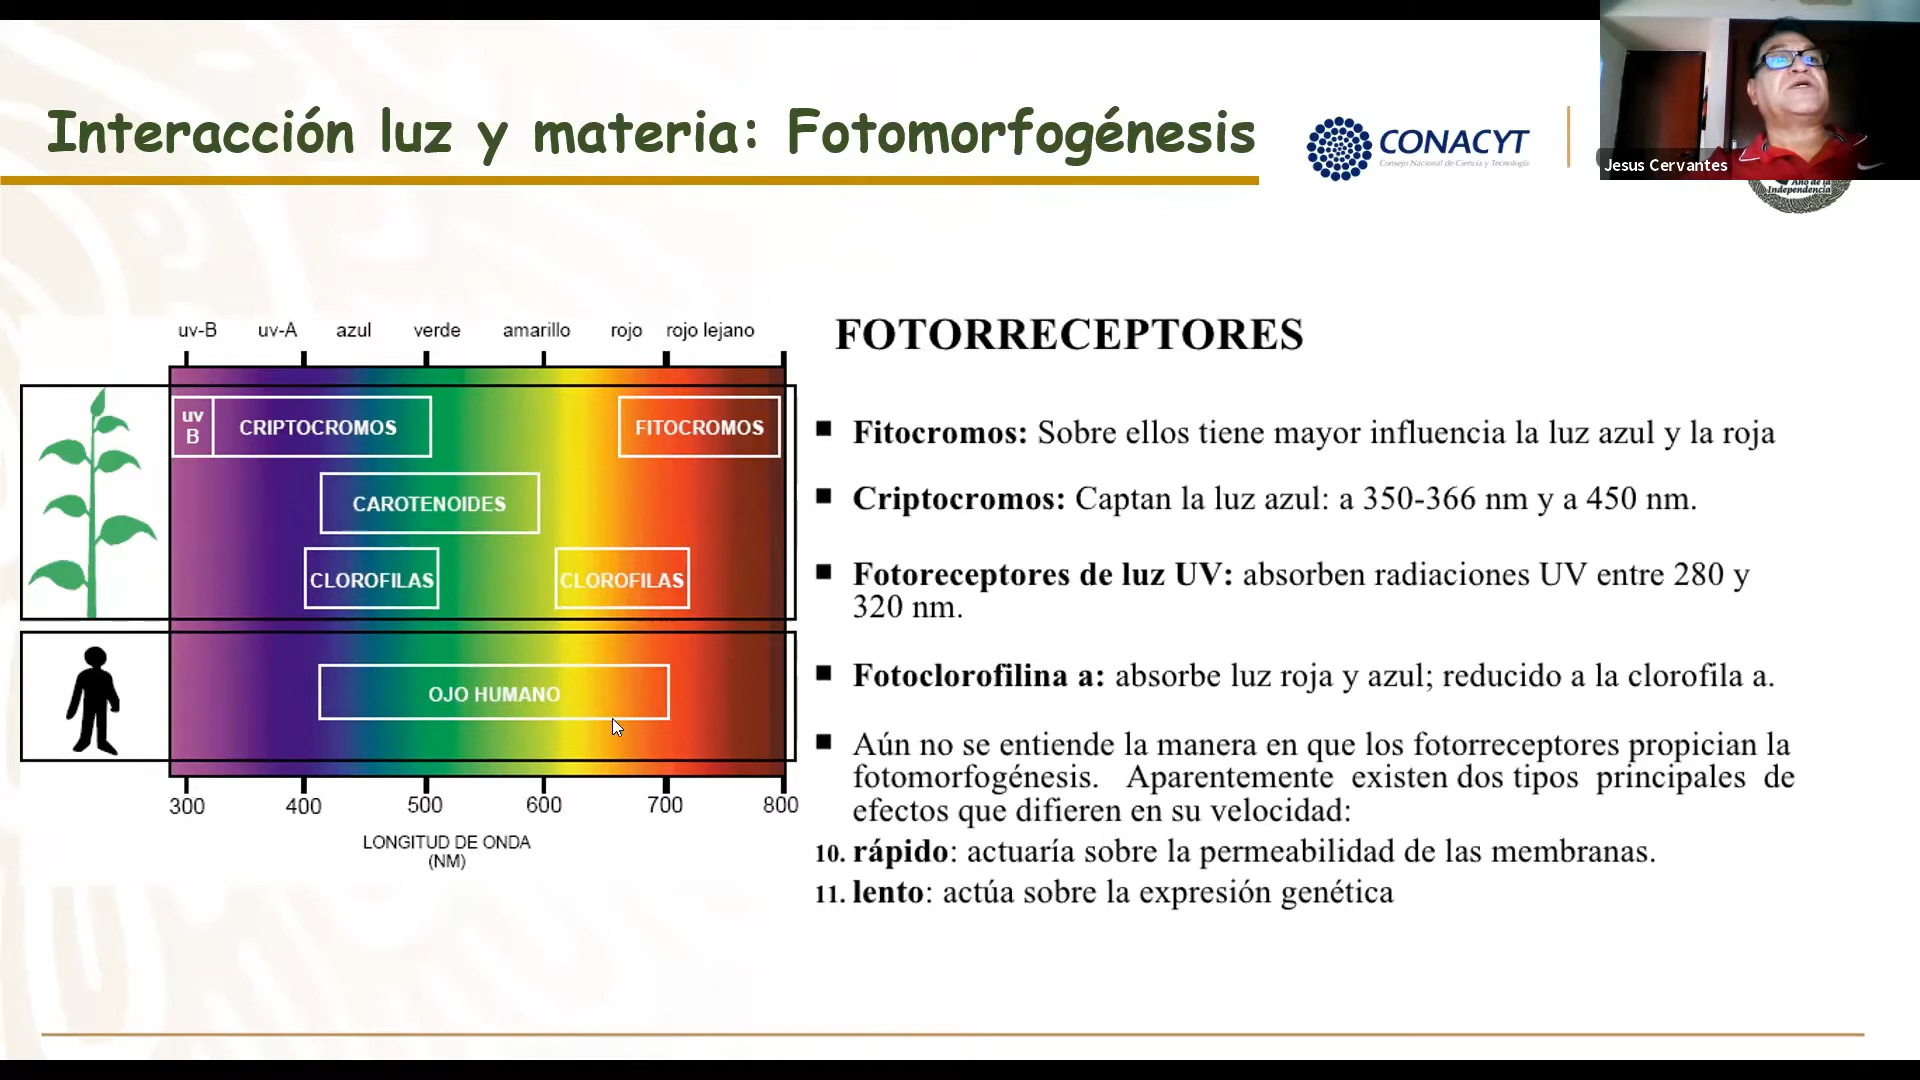 Interacción luz y materia: Fotomorfogénesis
CONACYT
Consejo Nacional de Ciencia y Tecnología
Jesus Cervantes
Año de la
Independencia
uv-B uv-A azul verde amarillo rojo rojo lejano
uv
B
CRIPTOCROMOS
FITOCROMOS
CAROTENOIDES
CLOROFILAS
CLOROFILAS
OJO HUMANO
300 400 500 600 700 800
LONGITUD DE ONDA
(NM)
FOTORRECEPTORES
▪ Fitocromos: Sobre ellos tiene mayor influencia la luz azul y la roja
▪ Criptocromos: Captan la luz azul: a 350-366 nm y a 450 nm.
▪ Fotoreceptores de luz UV: absorben radiaciones UV entre 280 y
320 nm.
▪ Fotoclorofilina a: absorbe luz roja y azul; reducido a la clorofila a.
▪ Aún no se entiende la manera en que los fotorreceptores propician la
fotomorfogénesis. Aparentemente existen dos tipos principales de
efectos que difieren en su velocidad:
10. rápido: actuaría sobre la permeabilidad de las membranas.
11. lento: actúa sobre la expresión genética